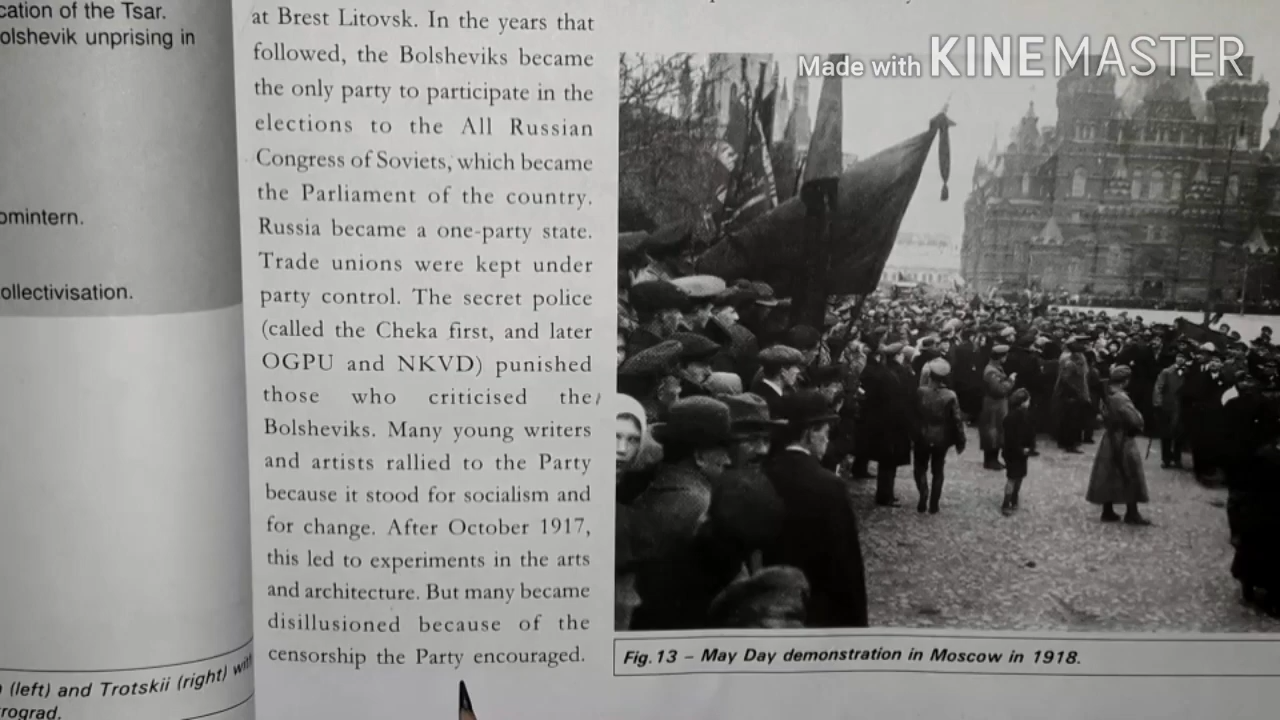 cation of the Tsar.
olshevik unprising in
omintern.
ollectivisation.
(left) and Trotskii (right) with
rograd.
at Brest Litovsk. In the years that
followed, the Bolsheviks became
the only party to participate in the
elections to the All Russian
Congress of Soviets, which became
the Parliament of the country.
Russia became a one-party state.
Trade unions were kept under
party control. The secret police
(called the Cheka first, and later
OGPU and NKVD) punished
those who criticised the
Bolsheviks. Many young writers
and artists rallied to the Party
because it stood for socialism and
for change. After October 1917,
this led to experiments in the arts
and architecture. But many became
disillusioned because of the
censorship the Party encouraged.
Made with KINEMASTER
Fig.13 – May Day demonstration in Moscow in 1918.